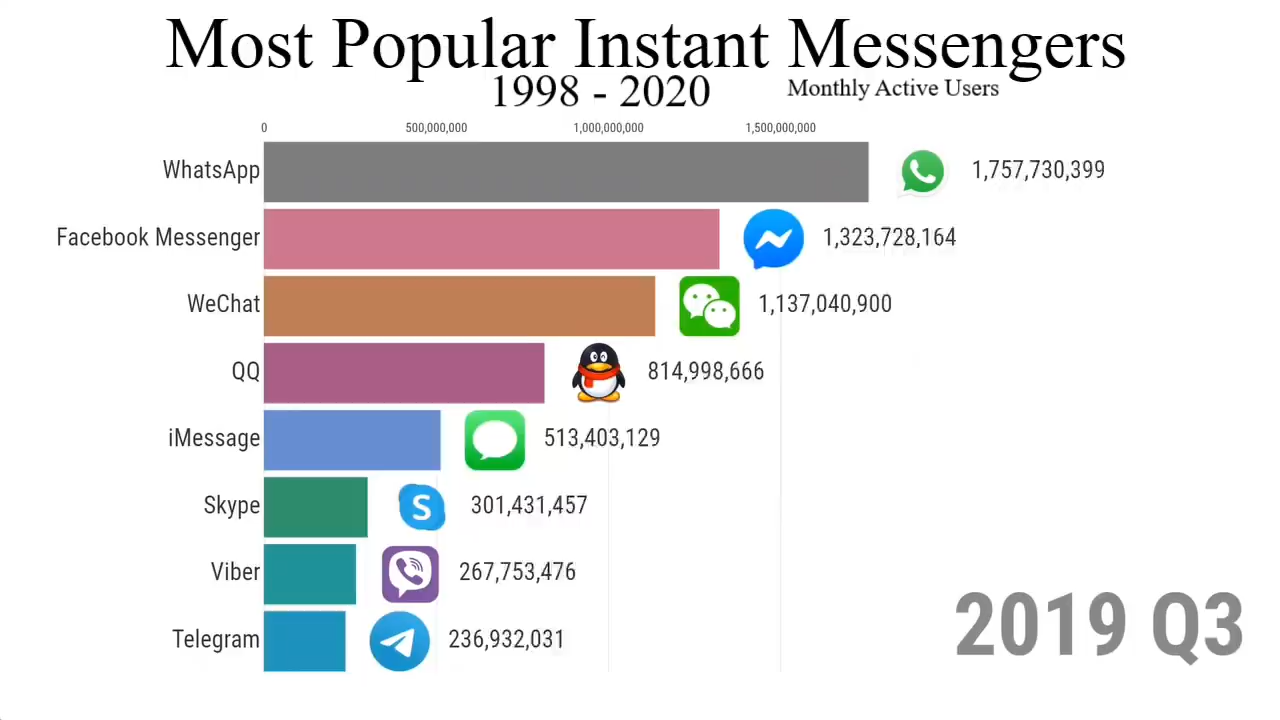 Most Popular Instant Messengers
1998 - 2020
Monthly Active Users
0 500,000,000 1,000,000,000 1,500,000,000
WhatsApp 1,757,730,399
Facebook Messenger 1,323,728,164
WeChat 1,137,040,900
QQ 814,998,666
iMessage 513,403,129
Skype S 301,431,457
Viber 267,753,476
Telegram 236,932,031
2019 Q3